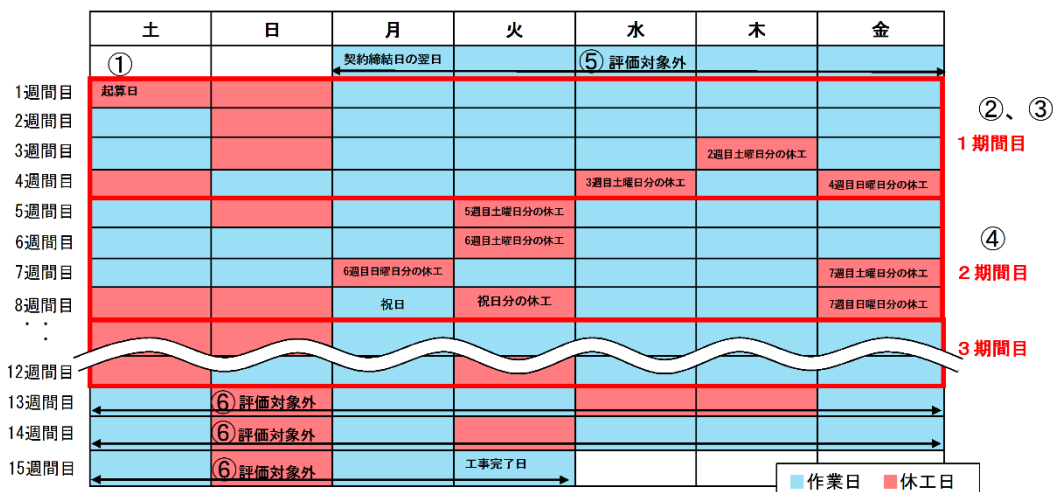 土 日 月 火 水 木 金
① 契約締結日の翌日 ⑤ 評価対象外
1週間目 起算日
②、③
2週間目
1期間目
3週間目 2週目土曜日分の休工
4週間目 3週目土曜日分の休工 4週目日曜日分の休工
5週間目 5週目土曜日分の休工
6週間目 6週目土曜日分の休工
④
7週間目 6週目日曜日分の休工 7週目土曜日分の休工 2期間目
8週間目 祝日 祝日分の休工 7週目日曜日分の休工
・・
・
3期間目
12週間目
13週間目 ⑥評価対象外
14週間目 ⑥評価対象外
15週間目 ⑥評価対象外 工事完了日
作業日 休工日